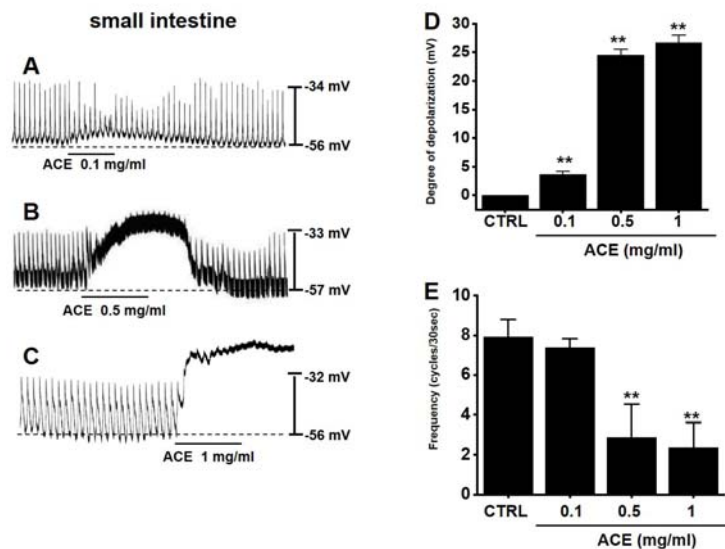 small intestine
A
-34 mV
-56 mV
ACE 0.1 mg/ml
B
-33 mV
-57 mV
ACE 0.5 mg/ml
C
-32 mV
-56 mV
ACE 1 mg/ml
D
Degree of depolarization (mV)
30
25
20
15
10
5
0
**
**
**
CTRL 0.1 0.5 1
ACE (mg/ml)
E
Frequency (cycles/30sec)
10
8
6
4
2
0
**
**
CTRL 0.1 0.5 1
ACE (mg/ml)